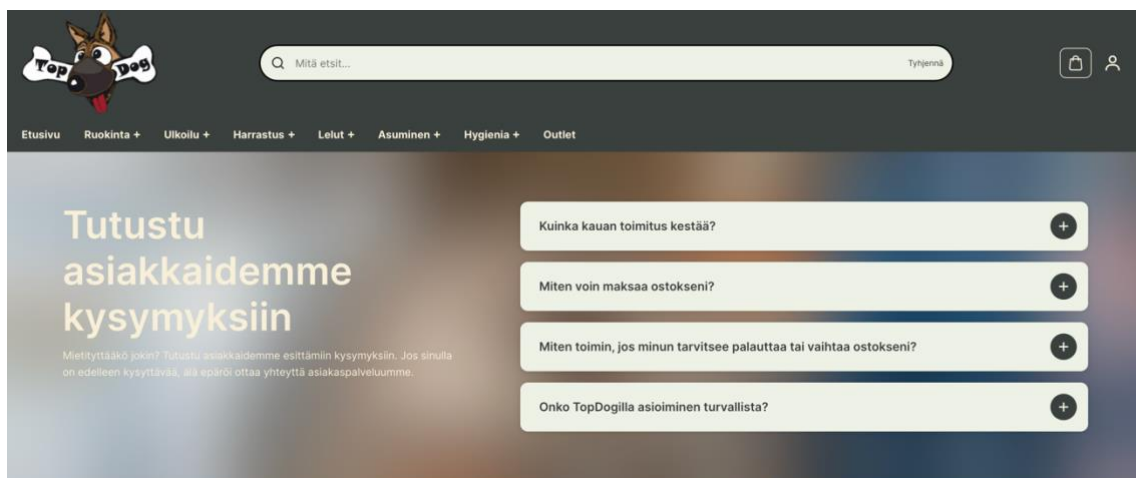 Top Dog
Mitä etsit...
Tyhjennä
Etusivu Ruokinta + Ulkoilu + Harrastus + Lelut + Asuminen + Hygienia + Outlet
Tutustu
asiakkaidemme
kysymyksiin
Mietityttääkö jokin? Tutustu asiakkaidemme esittämiin kysymyksiin. Jos sinulla
on edelleen kysyttävää, älä epäröi ottaa yhteyttä asiakaspalveluumme.
Kuinka kauan toimitus kestää?
Miten voin maksaa ostokseni?
Miten toimin, jos minun tarvitsee palauttaa tai vaihtaa ostokseni?
Onko TopDogilla asioiminen turvallista?